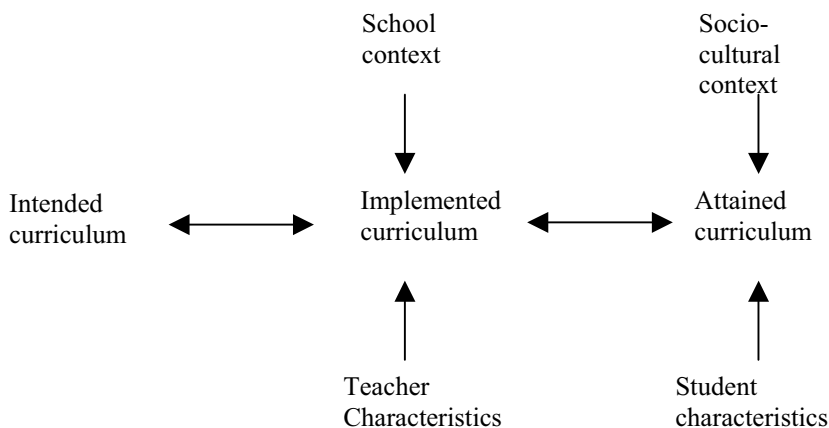 School
context
Socio-
cultural
context
Intended
curriculum
Implemented
curriculum
Attained
curriculum
Teacher
Characteristics
Student
characteristics